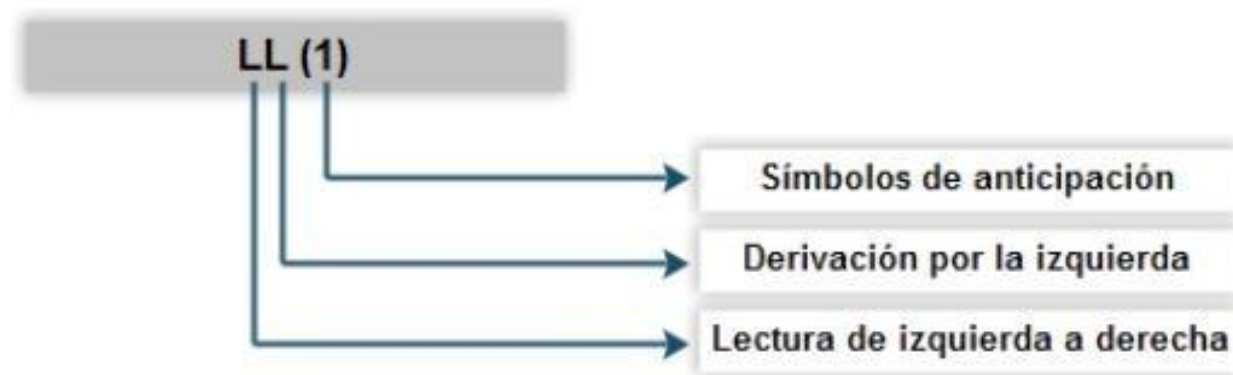 LL (1)
Símbolos de anticipación
Derivación por la izquierda
Lectura de izquierda a derecha